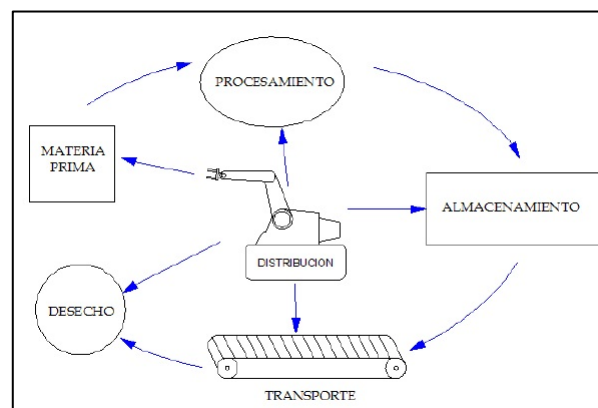 PROCESAMIENTO
MATERIA
PRIMA
ALMACENAMIENTO
DISTRIBUCION
DESECHO
TRANSPORTE